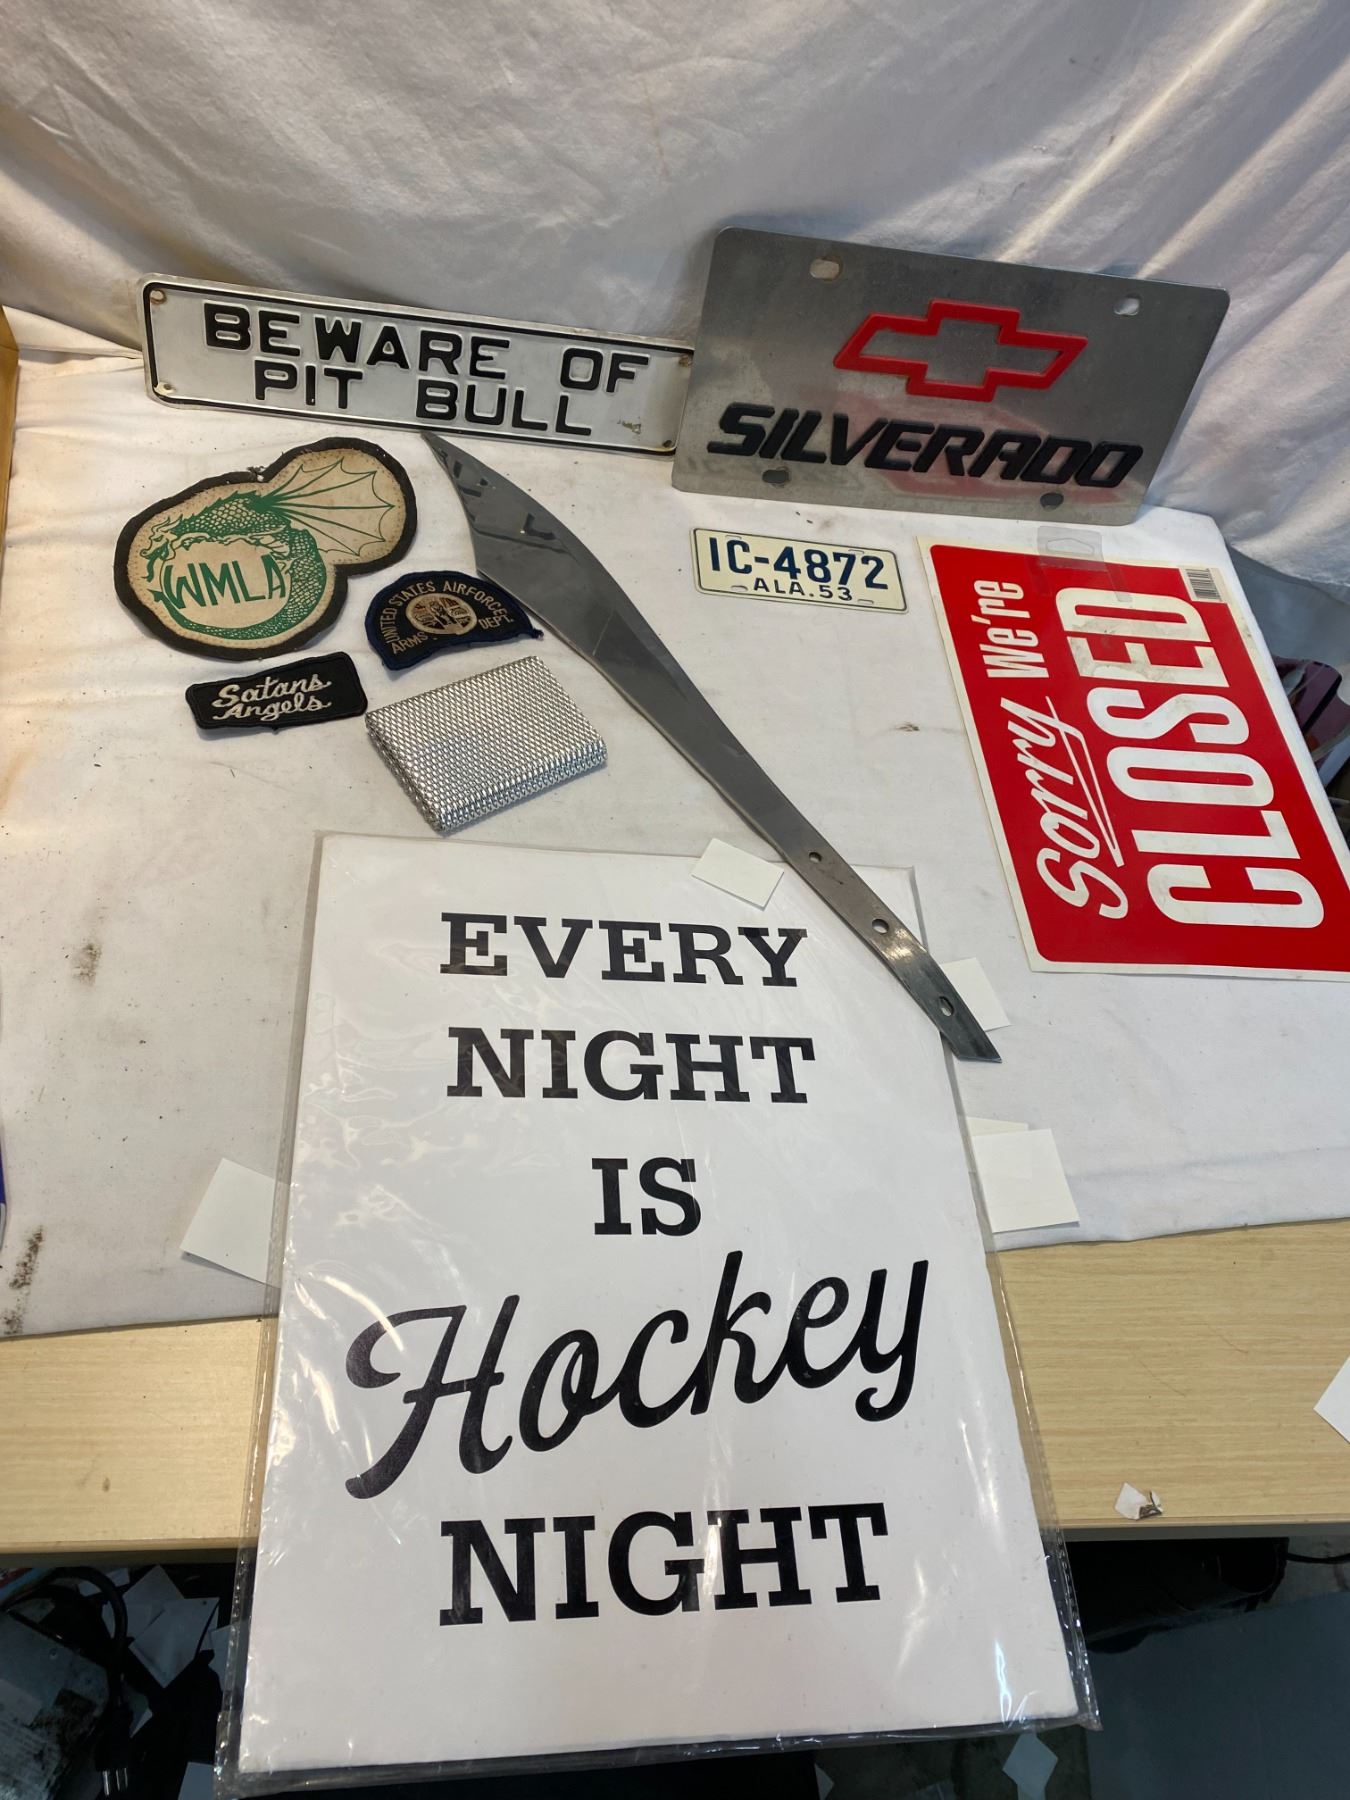 BEWARE OF
PIT BULL
SILVERADO
WMLA
UNITED STATES AIRFORCE
ARMS DEPT.
Satans
Angels
IC-4872
ALA.53
Sorry We're
CLOSED
EVERY
NIGHT
IS
Hockey
NIGHT